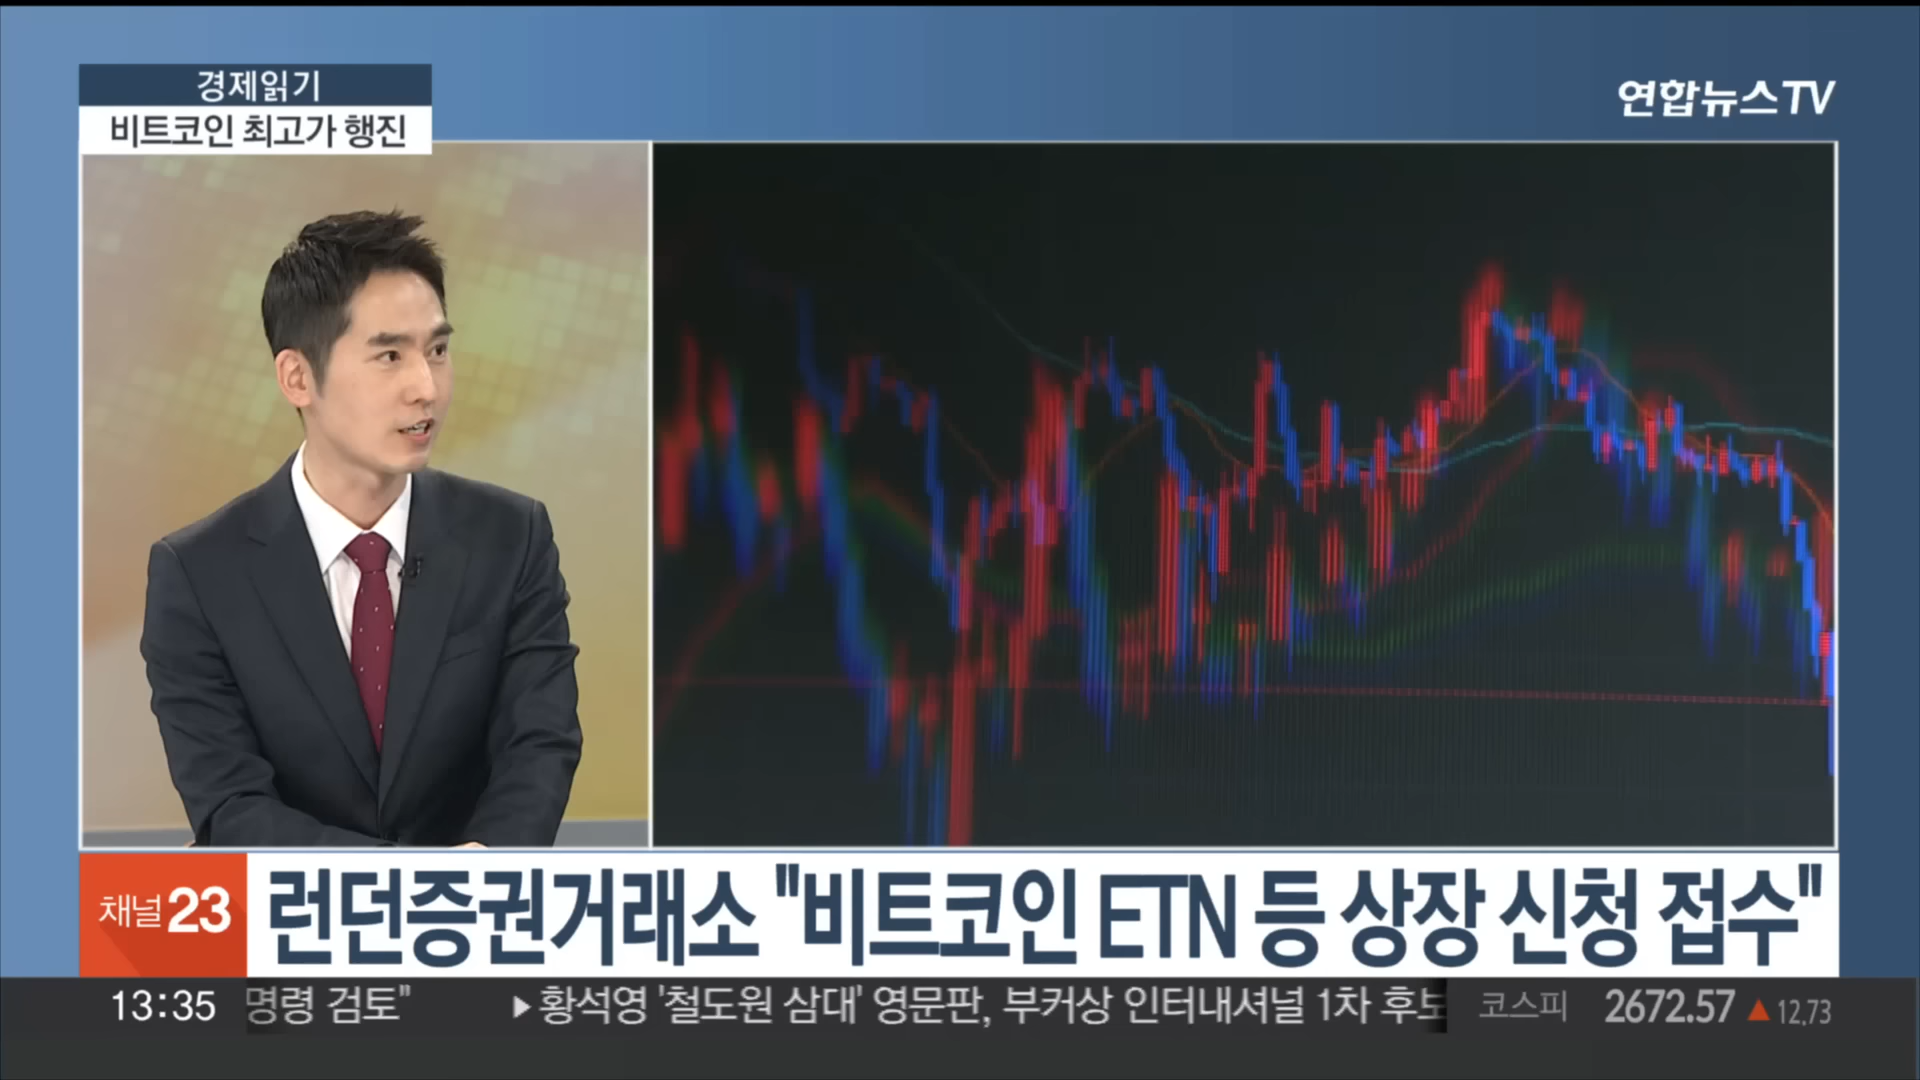 경제읽기
비트코인 최고가 행진
연합뉴스TV
채널23
런던증권거래소 "비트코인 ETN 등 상장 신청 접수"
13:35 명령 검토" ▶황석영 '철도원 삼대' 영문판, 부커상 인터내셔널 1차 후보 코스피 2672.57 ▲12.73